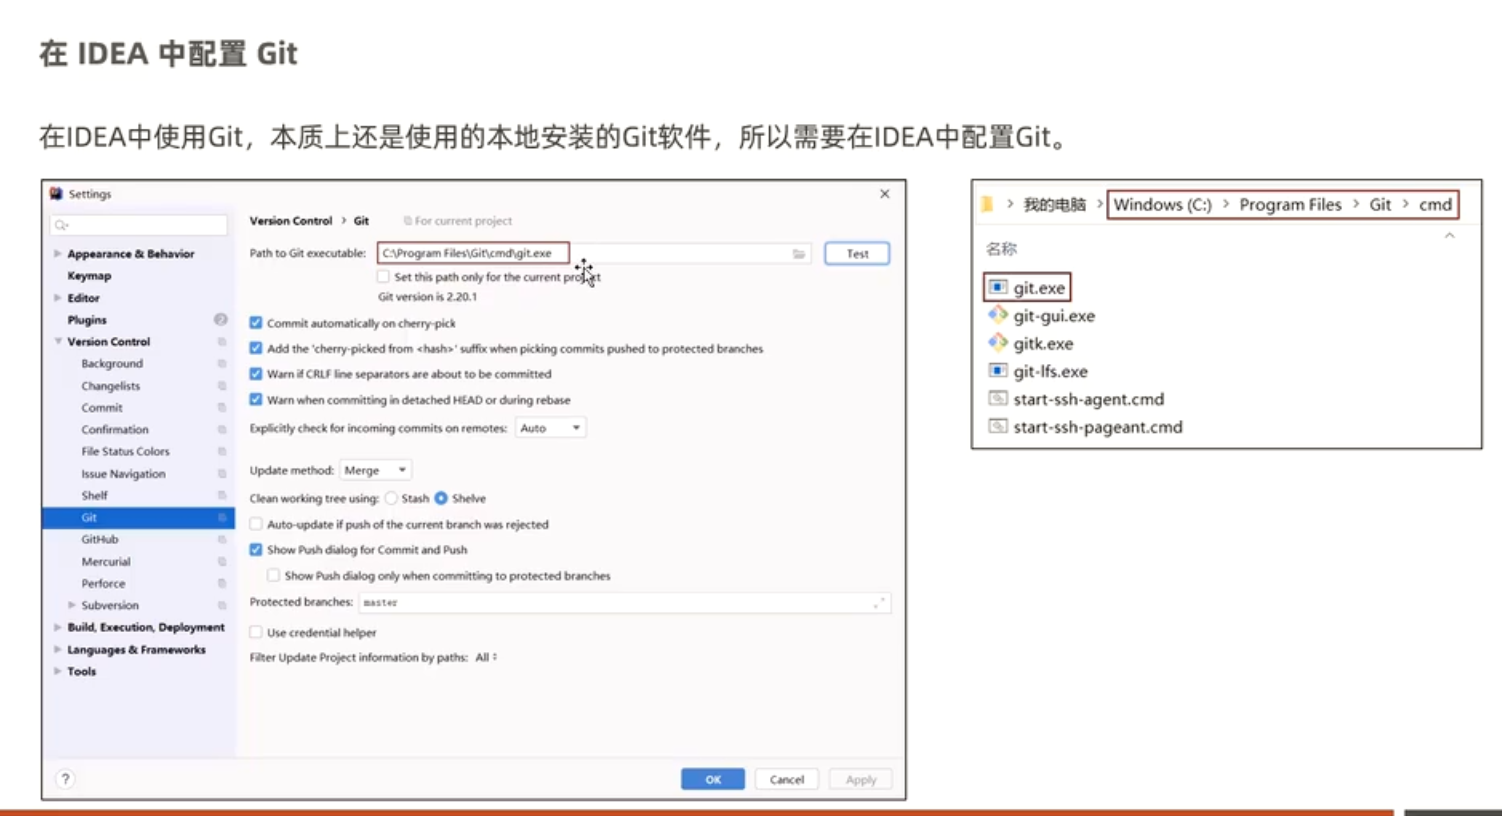 在 IDEA 中配置 Git
在IDEA中使用Git，本质上还是使用的本地安装的Git软件，所以需要在IDEA中配置Git。
Settings
Appearance & Behavior
Keymap
Editor
Plugins 2
Version Control
Background
Changelists
Commit
Confirmation
File Status Colors
Issue Navigation
Shelf
Git
GitHub
Mercurial
Perforce
Subversion
Build, Execution, Deployment
Languages & Frameworks
Tools
?
Version Control > Git For current project
Path to Git executable: C:\Program Files\Git\cmd\git.exe Test
Set this path only for the current project
Git version is 2.20.1
Commit automatically on cherry-pick
Add the 'cherry-picked from <hash>' suffix when picking commits pushed to protected branches
Warn if CRLF line separators are about to be committed
Warn when committing in detached HEAD or during rebase
Explicitly check for incoming commits on remotes: Auto
Update method: Merge
Clean working tree using: Stash Shelve
Auto-update if push of the current branch was rejected
Show Push dialog for Commit and Push
Show Push dialog only when committing to protected branches
Protected branches: master
Use credential helper
Filter Update Project information by paths: All
OK Cancel Apply
> 我的电脑 > Windows (C:) > Program Files > Git > cmd
名称
git.exe
git-gui.exe
gitk.exe
git-lfs.exe
start-ssh-agent.cmd
start-ssh-pageant.cmd